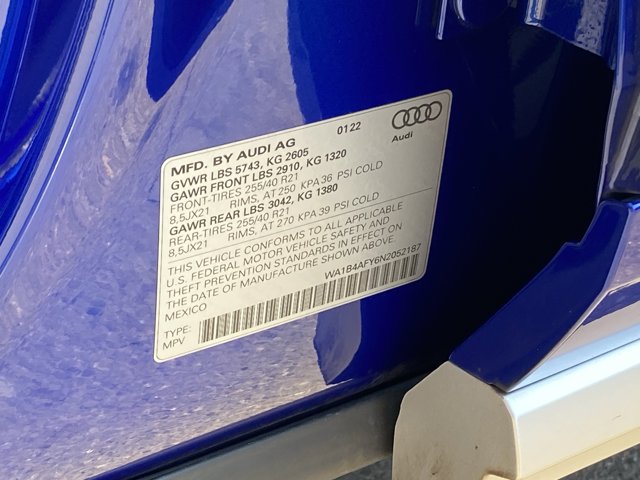 MFD. BY AUDI AG 0122
Audi
GVWR LBS 5743, KG 2605
GAWR FRONT LBS 2910, KG 1320
FRONT-TIRES 255/40 R21
8,5JX21 RIMS, AT 250 KPA 36 PSI COLD
GAWR REAR LBS 3042, KG 1380
REAR-TIRES 255/40 R21
8,5JX21 RIMS, AT 270 KPA 39 PSI COLD
THIS VEHICLE CONFORMS TO ALL APPLICABLE
U.S. FEDERAL MOTOR VEHICLE SAFETY AND
THEFT PREVENTION STANDARDS IN EFFECT ON
THE DATE OF MANUFACTURE SHOWN ABOVE.
MEXICO WA1B4AFY6N2052187
TYPE:
MPV